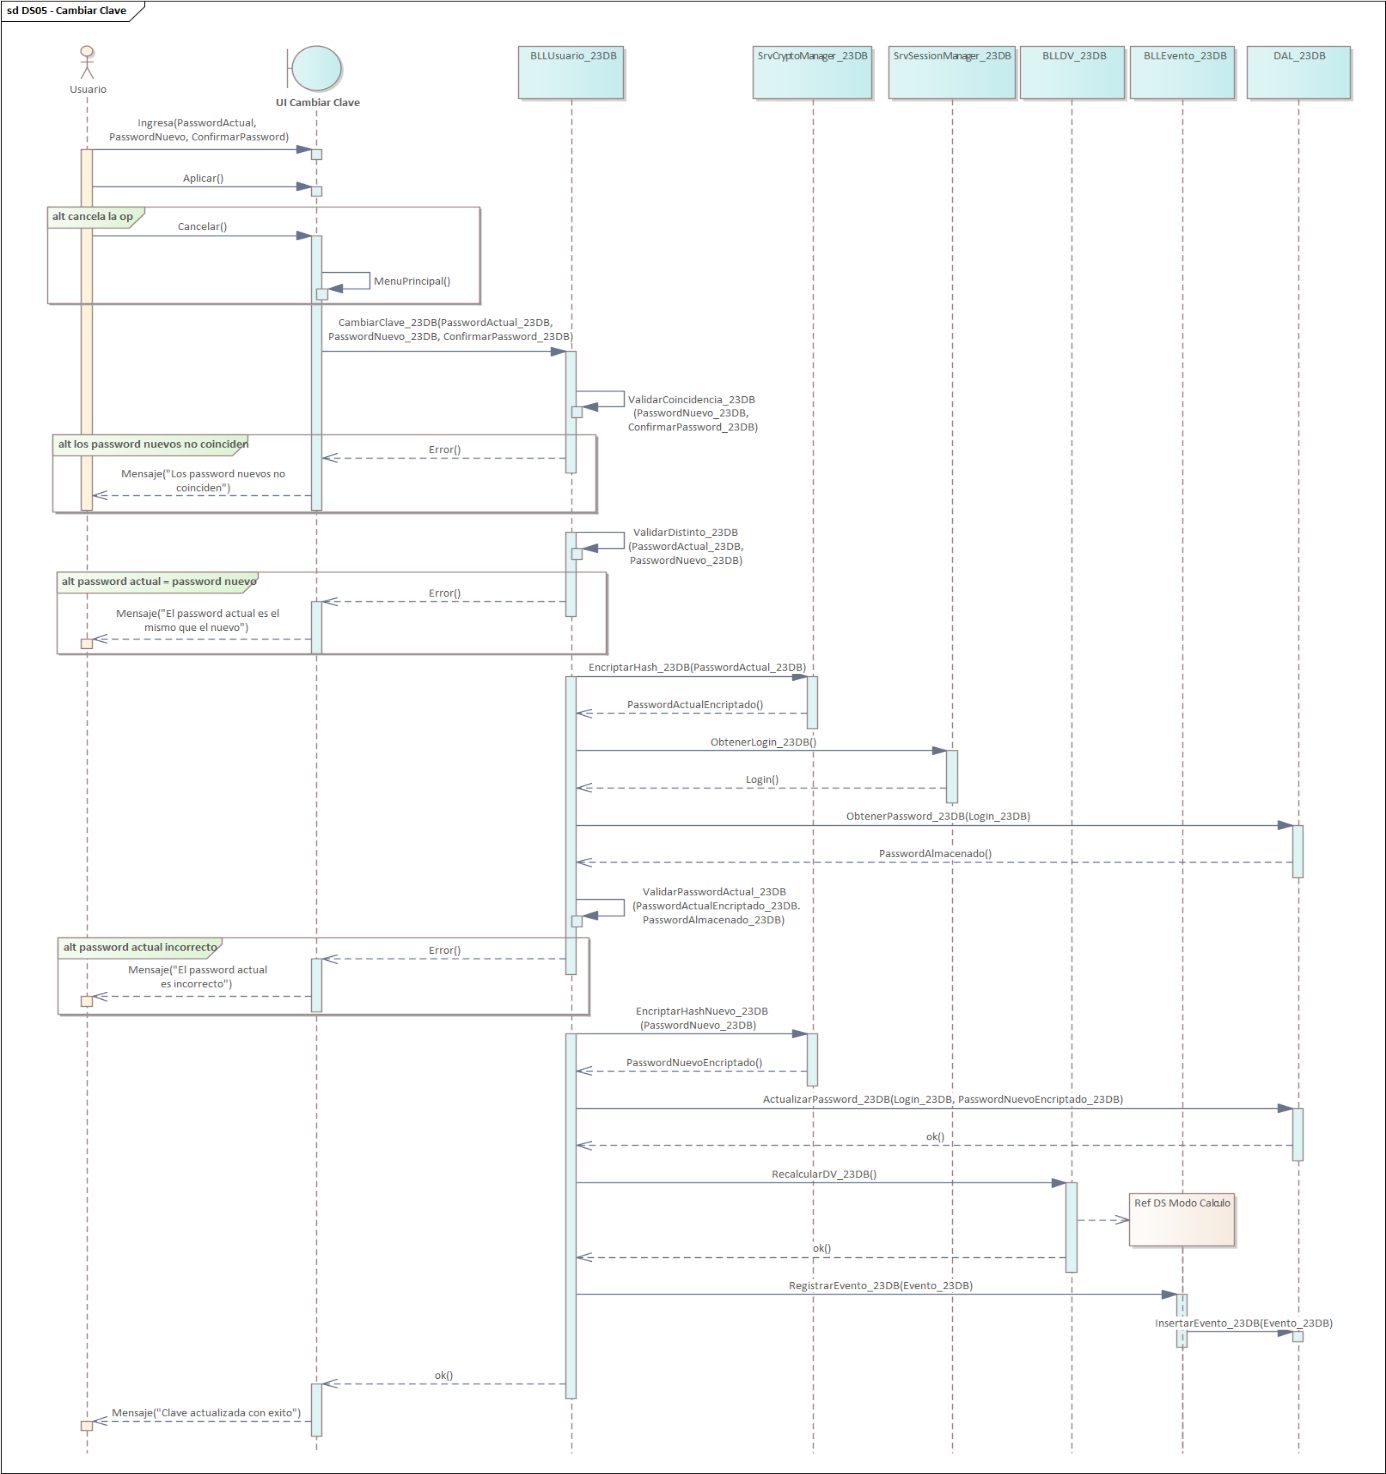 sd DS05 - Cambiar Clave
Usuario
UI Cambiar Clave
BLLUsuario_23DB
SrvCryptoManager_23DB
SrvSessionManager_23DB
BLLDV_23DB
BLLEvento_23DB
DAL_23DB
Ingresa(PasswordActual,
PasswordNuevo, ConfirmarPassword)
Aplicar()
alt cancela la op
Cancelar()
MenuPrincipal()
CambiarClave_23DB(PasswordActual_23DB,
PasswordNuevo_23DB, ConfirmarPassword_23DB)
ValidarCoincidencia_23DB
(PasswordNuevo_23DB,
ConfirmarPassword_23DB)
alt los password nuevos no coinciden
Error()
Mensaje("Los password nuevos no
coinciden")
ValidarDistinto_23DB
(PasswordActual_23DB,
PasswordNuevo_23DB)
alt password actual = password nuevo
Error()
Mensaje("El password actual es el
mismo que el nuevo")
EncriptarHash_23DB(PasswordActual_23DB)
PasswordActualEncriptado()
ObtenerLogin_23DB()
Login()
ObtenerPassword_23DB(Login_23DB)
PasswordAlmacenado()
ValidarPasswordActual_23DB
(PasswordActualEncriptado_23DB.
PasswordAlmacenado_23DB)
alt password actual incorrecto
Error()
Mensaje("El password actual
es incorrecto")
EncriptarHashNuevo_23DB
(PasswordNuevo_23DB)
PasswordNuevoEncriptado()
ActualizarPassword_23DB(Login_23DB, PasswordNuevoEncriptado_23DB)
ok()
RecalcularDV_23DB()
Ref DS Modo Calculo
ok()
RegistrarEvento_23DB(Evento_23DB)
InsertarEvento_23DB(Evento_23DB)
ok()
Mensaje("Clave actualizada con exito")